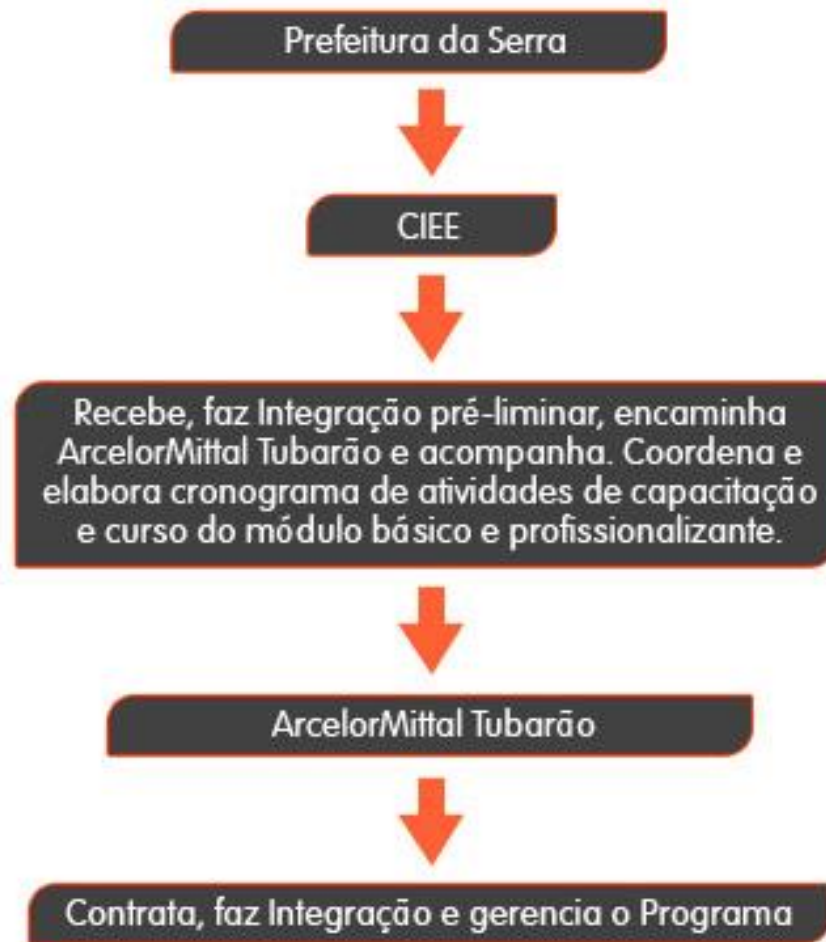 Prefeitura da Serra
CIEE
Recebe, faz Integração pré-liminar, encaminha
ArcelorMittal Tubarão e acompanha. Coordena e
elabora cronograma de atividades de capacitação
e curso do módulo básico e profissionalizante.
ArcelorMittal Tubarão
Contrata, faz Integração e gerencia o Programa